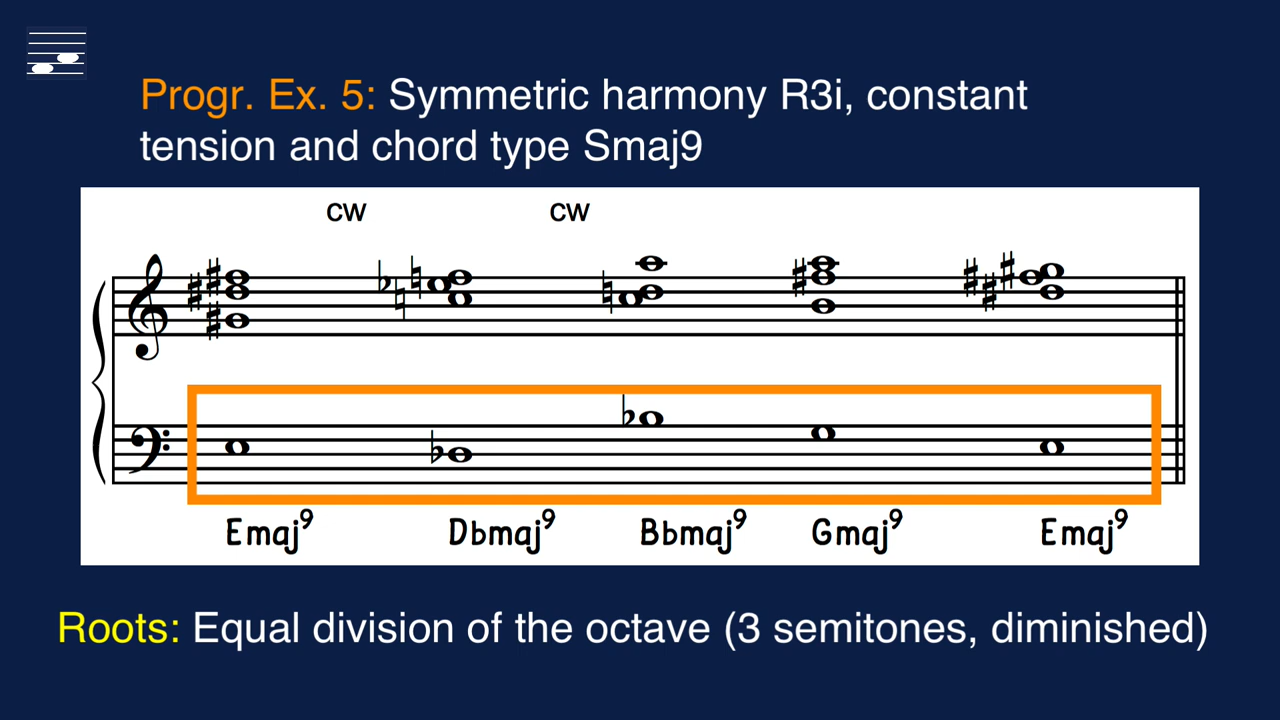 Progr. Ex. 5: Symmetric harmony R3i, constant
tension and chord type Smaj9
CW CW
Emaj9 Dbmaj9 Bbmaj9 Gmaj9 Emaj9
Roots: Equal division of the octave (3 semitones, diminished)